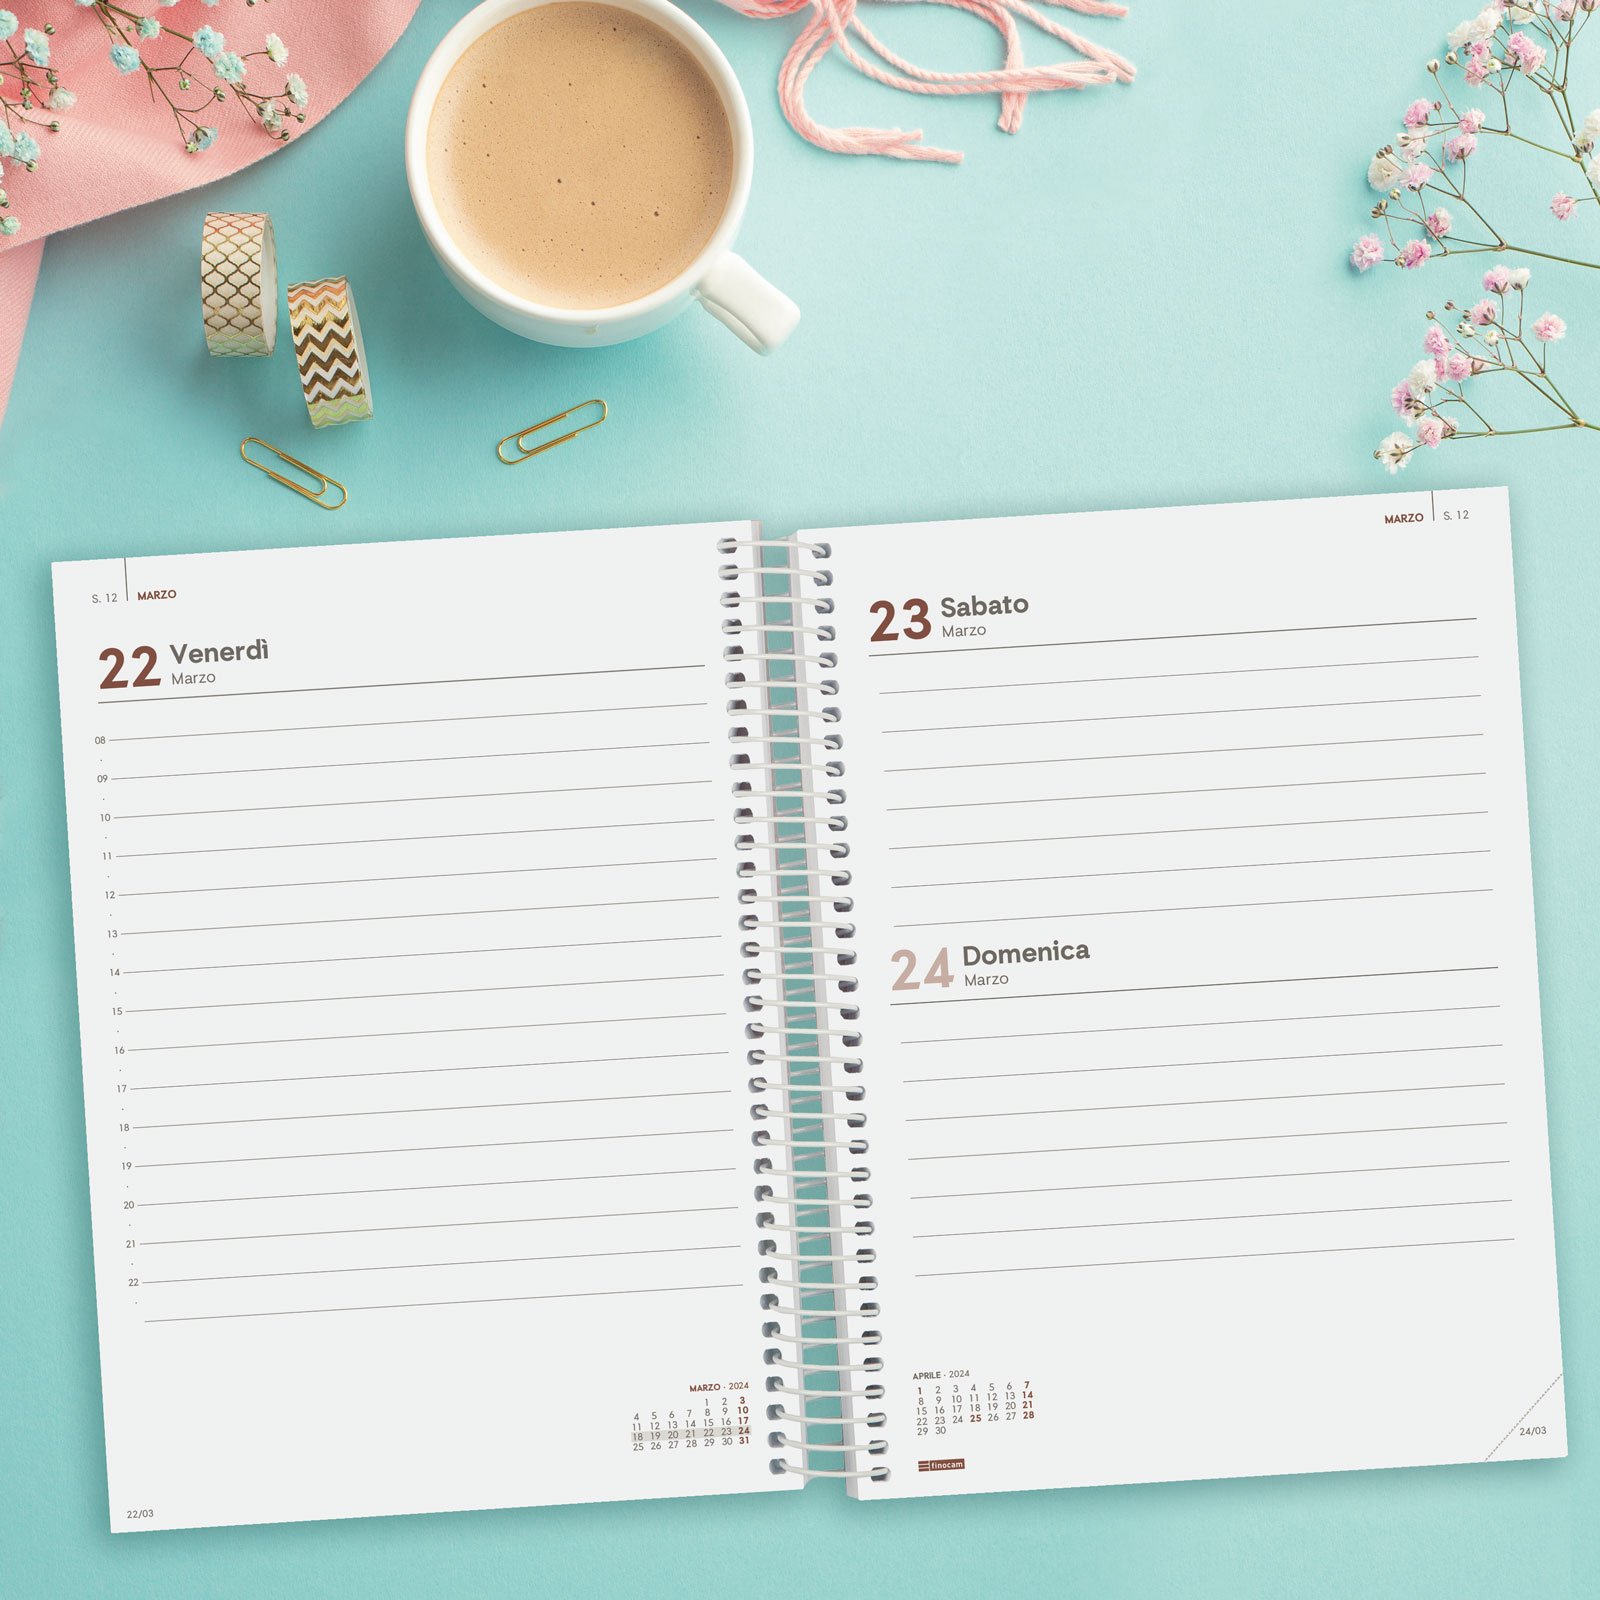 S. 12 MARZO
22 Venerdì
Marzo
08
09
10
11
12
13
14
15
16
17
18
19
20
21
22
MARZO · 2024
1 2 3
4 5 6 7 8 9 10
11 12 13 14 15 16 17
18 19 20 21 22 23 24
25 26 27 28 29 30 31
22/03
MARZO S. 12
23 Sabato
Marzo
24 Domenica
Marzo
APRILE · 2024
1 2 3 4 5 6 7
8 9 10 11 12 13 14
15 16 17 18 19 20 21
22 23 24 25 26 27 28
29 30
finocam
24/03